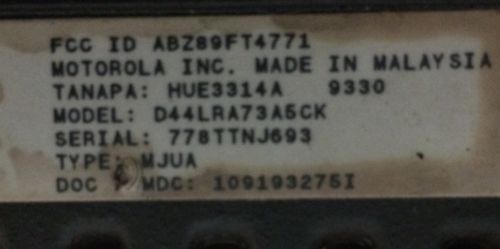 FCC ID ABZ89FT4771
MOTOROLA INC. MADE IN MALAYSIA
TANAPA: HUE3314A 9330
MODEL: D44LRA73A5CK
SERIAL: 778TTNJ693
TYPE: MJUA
DOC MDC: 109193275I